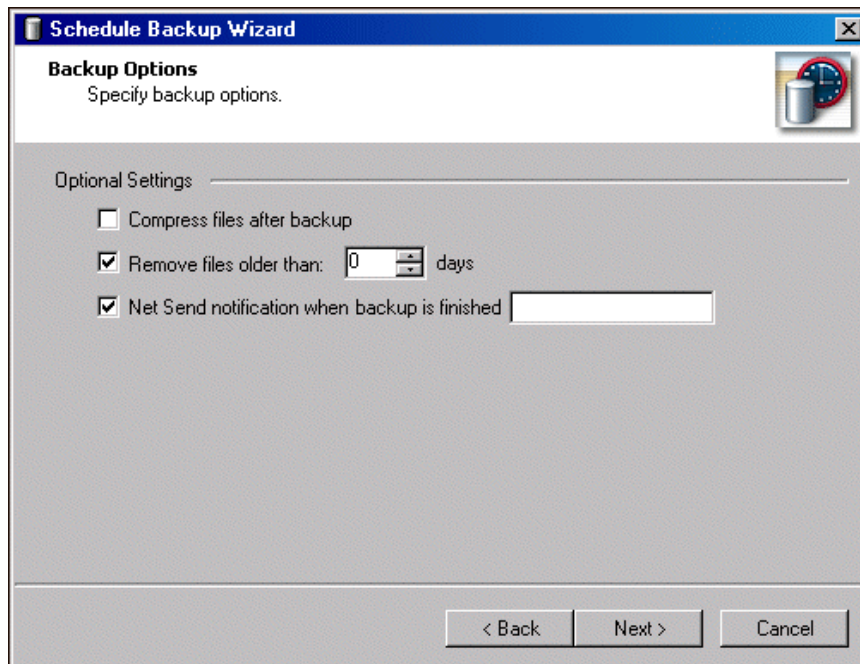 Schedule Backup Wizard
Backup Options
Specify backup options.
Optional Settings
Compress files after backup
Remove files older than: 0 days
Net Send notification when backup is finished
< Back Next > Cancel